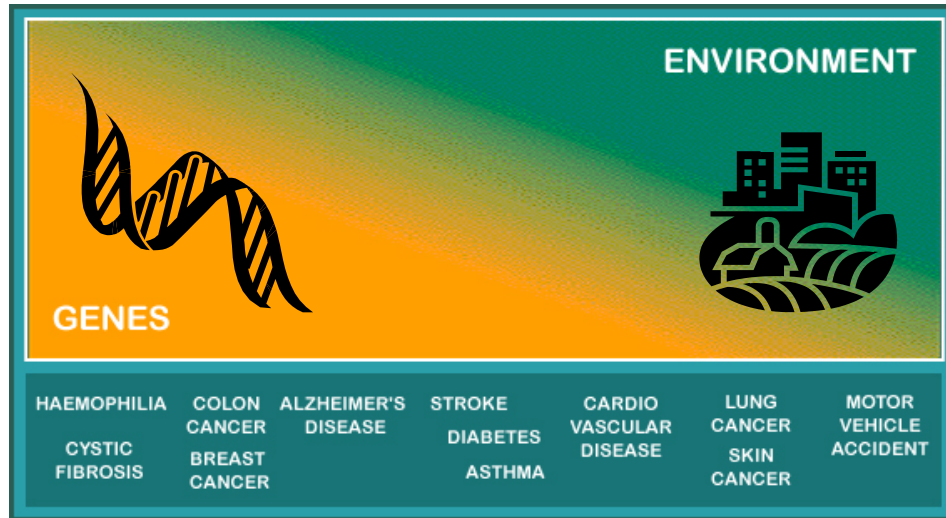 ENVIRONMENT
GENES
HAEMOPHILIA
CYSTIC
FIBROSIS
COLON
CANCER
BREAST
CANCER
ALZHEIMER'S
DISEASE
STROKE
DIABETES
ASTHMA
CARDIO
VASCULAR
DISEASE
LUNG
CANCER
SKIN
CANCER
MOTOR
VEHICLE
ACCIDENT